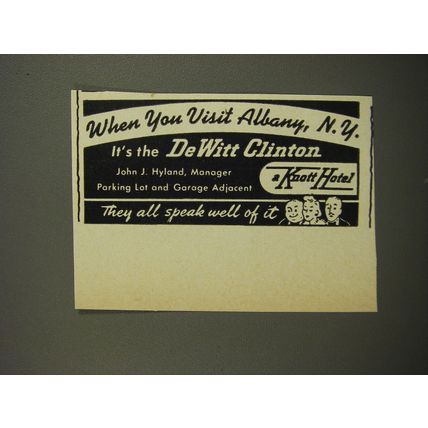 When You Visit Albany, N.Y.
It's the DeWitt Clinton
John J. Hyland, Manager
Parking Lot and Garage Adjacent
a Knott Hotel
They all speak well of it